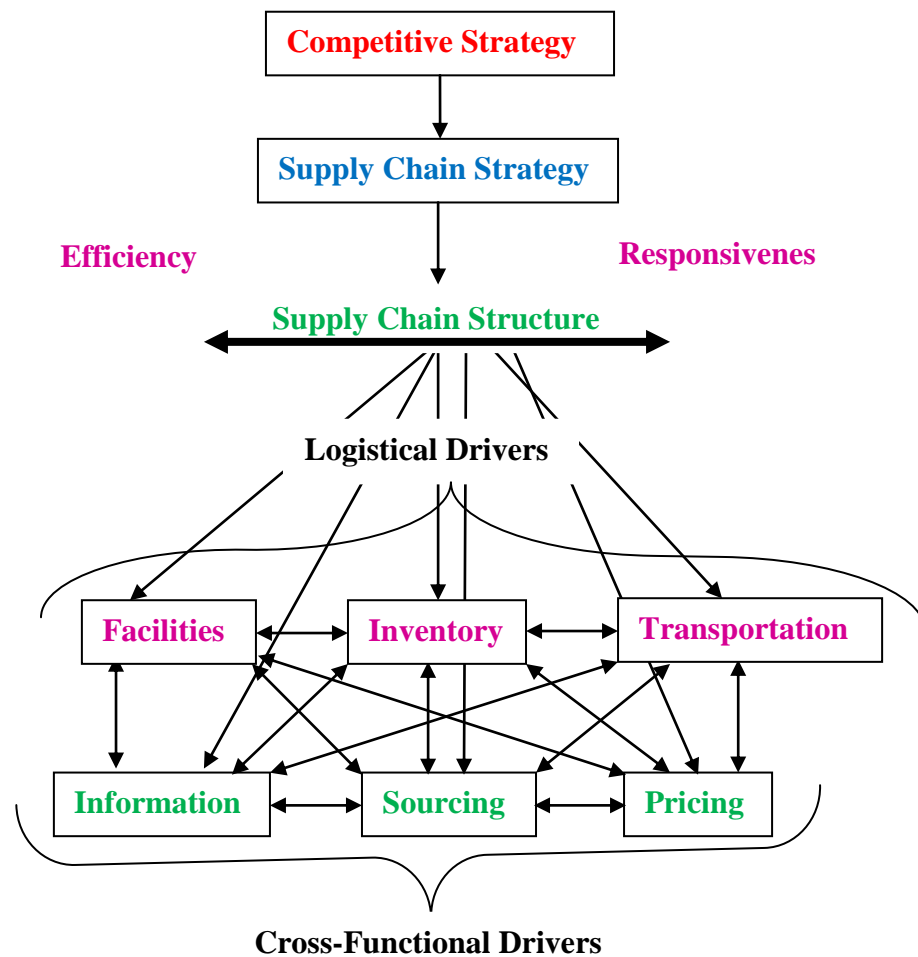 Competitive Strategy
Supply Chain Strategy
Efficiency
Responsivenes
Supply Chain Structure
Logistical Drivers
Facilities
Inventory
Transportation
Information
Sourcing
Pricing
Cross-Functional Drivers